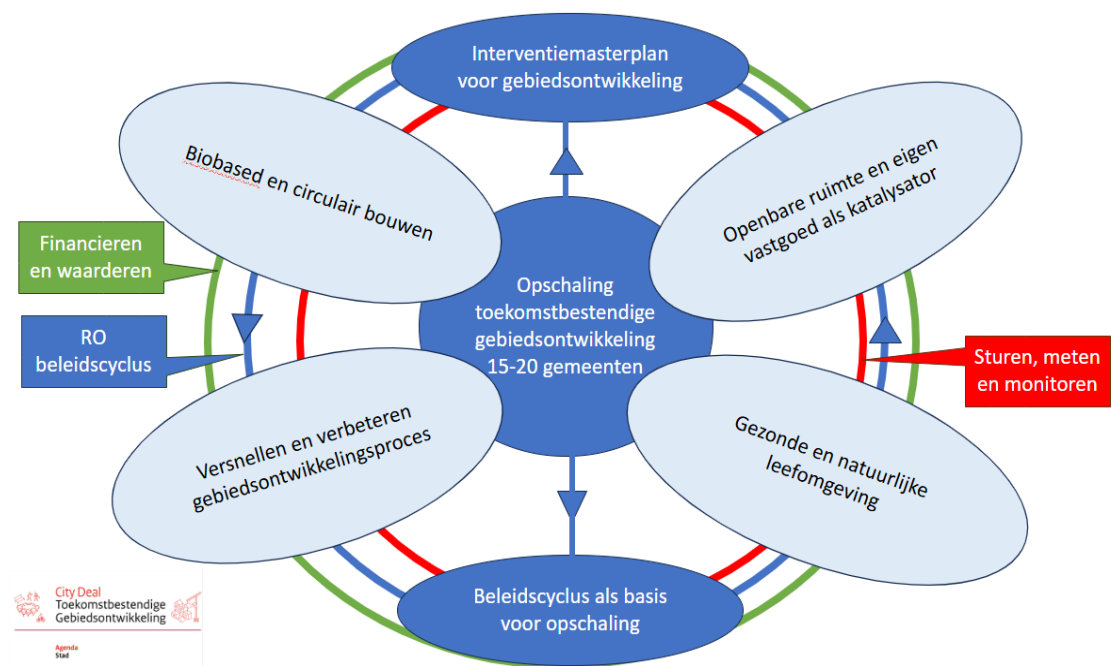 Interventiemasterplan
voor gebiedsontwikkeling
Biobased en circulair bouwen
Openbare ruimte en eigen
vastgoed als katalysator
Financieren
en waarderen
RO
beleidscyclus
Opschaling
toekomstbestendige
gebiedsontwikkeling
15-20 gemeenten
Sturen, meten
en monitoren
Versnellen en verbeteren
gebiedsontwikkelingsproces
Gezonde en natuurlijke
leefomgeving
Beleidscyclus als basis
voor opschaling
City Deal
Toekomstbestendige
Gebiedsontwikkeling
Agenda
Stad